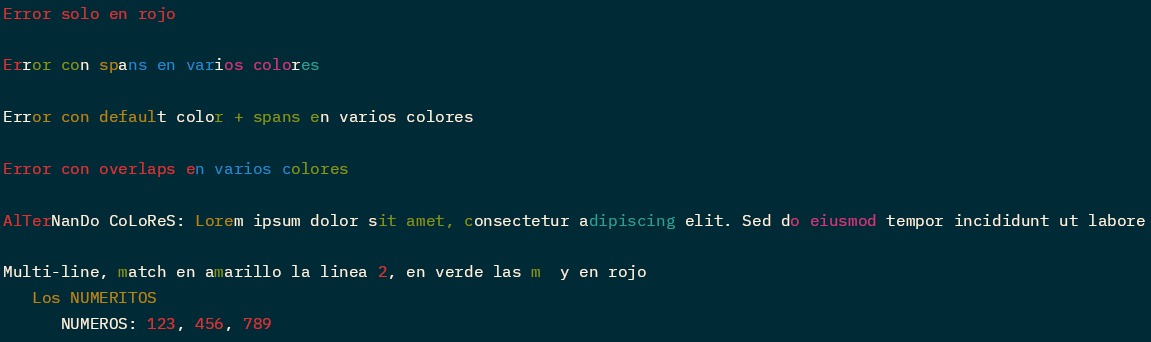 Error solo en rojo
Error con spans en varios colores
Error con default color + spans en varios colores
Error con overlaps en varios colores
AlTerNanDo CoLoReS: Lorem ipsum dolor sit amet, consectetur adipiscing elit. Sed do eiusmod tempor incididunt ut labore
Multi-line, match en amarillo la linea 2, en verde las m  y en rojo
Los NUMERITOS
NUMEROS: 123, 456, 789